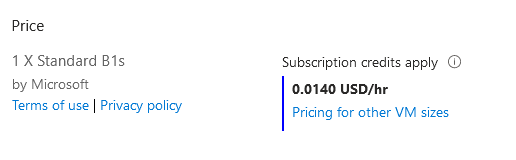 Price
1 X Standard B1s
by Microsoft
Terms of use | Privacy policy
Subscription credits apply
0.0140 USD/hr
Pricing for other VM sizes